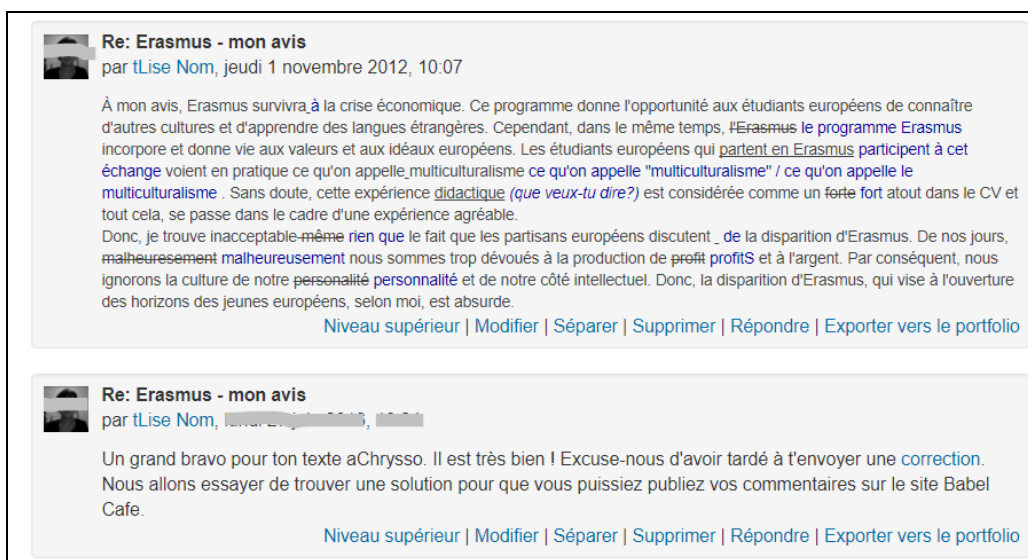 Re: Erasmus - mon avis
par tLise Nom, jeudi 1 novembre 2012, 10:07
À mon avis, Erasmus survivra à la crise économique. Ce programme donne l'opportunité aux étudiants européens de connaître
d'autres cultures et d'apprendre des langues étrangères. Cependant, dans le même temps, l'Erasmus le programme Erasmus
incorpore et donne vie aux valeurs et aux idéaux européens. Les étudiants européens qui partent en Erasmus participent à cet
échange voient en pratique ce qu'on appelle multiculturalisme ce qu'on appelle "multiculturalisme" / ce qu'on appelle le
multiculturalisme . Sans doute, cette expérience didactique (que veux-tu dire?) est considérée comme un forte fort atout dans le CV et
tout cela, se passe dans le cadre d'une expérience agréable.
Donc, je trouve inacceptable même rien que le fait que les partisans européens discutent _ de la disparition d'Erasmus. De nos jours,
malheuresement malheureusement nous sommes trop dévoués à la production de profit profitS et à l'argent. Par conséquent, nous
ignorons la culture de notre personalité personnalité et de notre côté intellectuel. Donc, la disparition d'Erasmus, qui vise à l'ouverture
des horizons des jeunes européens, selon moi, est absurde.
Niveau supérieur | Modifier | Séparer | Supprimer | Répondre | Exporter vers le portfolio
Re: Erasmus - mon avis
par tLise Nom,
Un grand bravo pour ton texte aChrysso. Il est très bien ! Excuse-nous d'avoir tardé à t'envoyer une correction.
Nous allons essayer de trouver une solution pour que vous puissiez publiez vos commentaires sur le site Babel
Cafe.
Niveau supérieur | Modifier | Séparer | Supprimer | Répondre | Exporter vers le portfolio